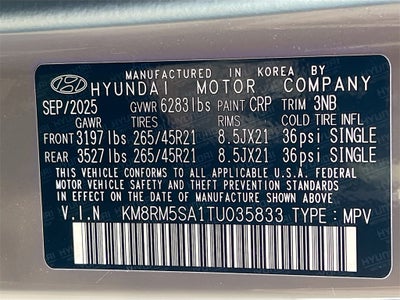 MANUFACTURED IN KOREA BY
HYUNDAI MOTOR COMPANY
SEP/2025 GVWR 6283lbs PAINT CRP TRIM 3NB
GAWR TIRES RIMS COLD TIRE INFL
FRONT 3197lbs 265/45R21 8.5JX21 36psi SINGLE
REAR 3527lbs 265/45R21 8.5JX21 36psi SINGLE
THIS VEHICLE CONFORMS TO ALL APPLICABLE U.S.A. FEDERAL
MOTOR VEHICLE SAFETY, BUMPER, AND THEFT PREVENTION STANDARDS
IN EFFECT ON THE DATE OF MANUFACTURE SHOWN ABOVE.
V.I.N KM8RM5SA1TU035833 TYPE: MPV